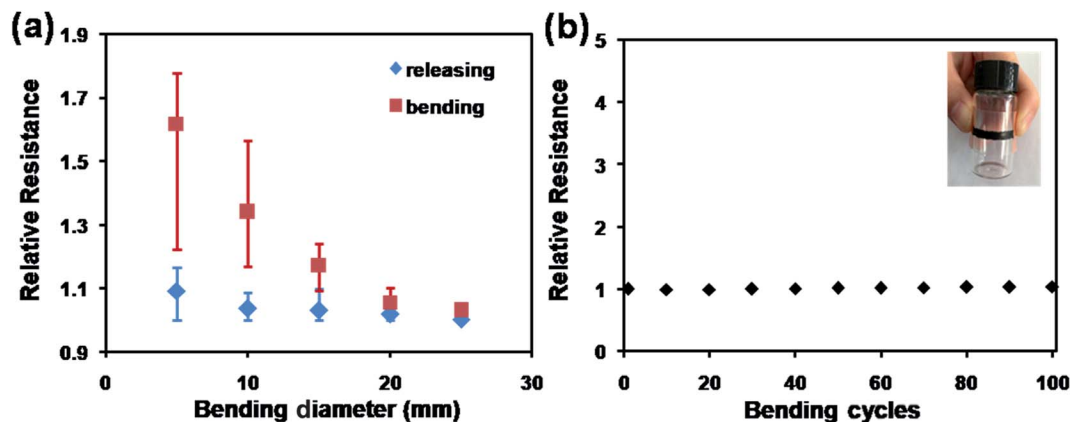 (a)
1.9
1.7
1.5
1.3
1.1
0.9
Relative Resistance
releasing
bending
0 10 20 30
Bending diameter (mm)
(b)
5
4
3
2
1
0
Relative Resistance
0 20 40 60 80 100
Bending cycles